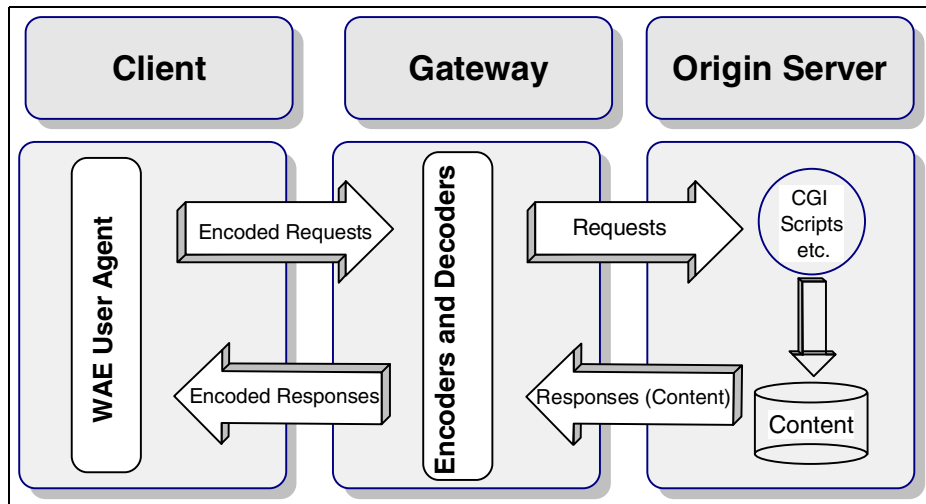 Client
Gateway
Origin Server
WAE User Agent
Encoded Requests
Encoded Responses
Encoders and Decoders
Requests
Responses (Content)
CGI
Scripts
etc.
Content